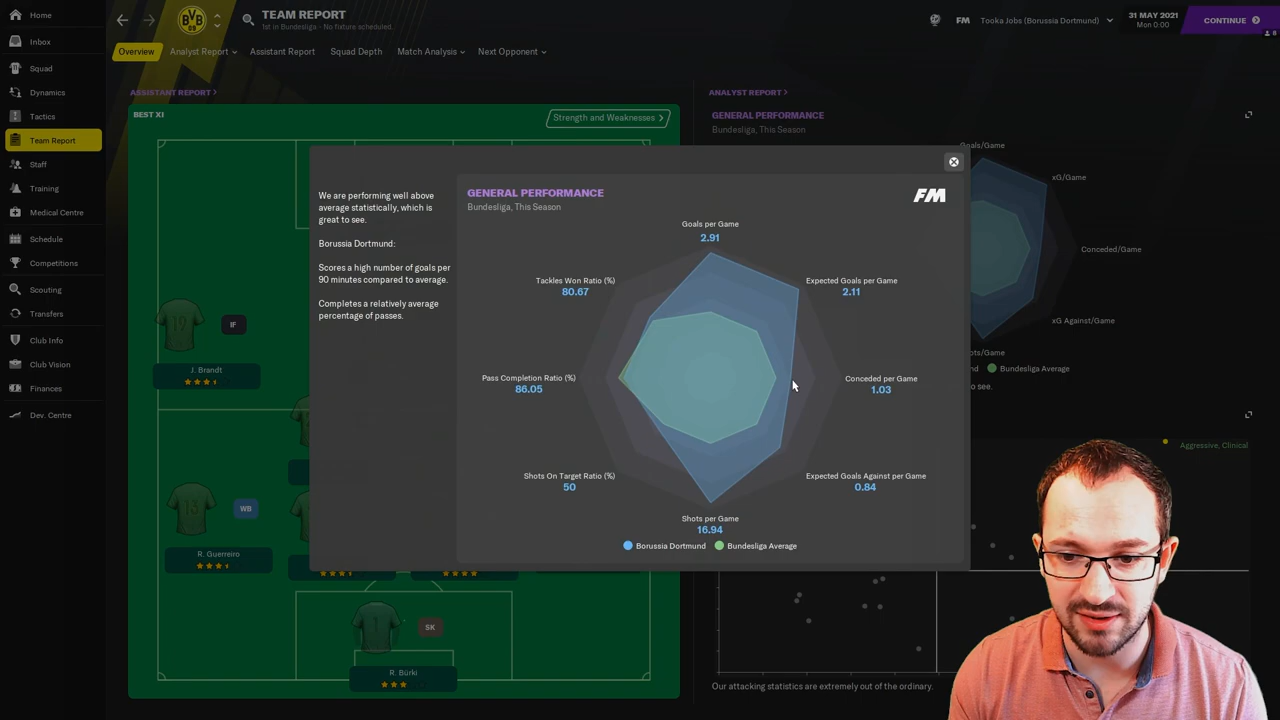 Home
Inbox
Squad
Dynamics
Tactics
Team Report
Staff
Training
Medical Centre
Schedule
Competitions
Scouting
Transfers
Club Info
Club Vision
Finances
Dev. Centre
BVB
09
TEAM REPORT
1st in Bundesliga - No fixture scheduled.
FM
Tooka Jobs (Borussia Dortmund)
31 MAY 2021
Mon 0:00
CONTINUE
8
Overview
Analyst Report
Assistant Report
Squad Depth
Match Analysis
Next Opponent
ASSISTANT REPORT
BEST XI
Strength and Weaknesses
19
IF
J. Brandt
13
WB
R. Guerreiro
1
SK
R. Bürki
ANALYST REPORT
GENERAL PERFORMANCE
Bundesliga, This Season
Goals/Game
xG/Game
Conceded/Game
xG Against/Game
Bundesliga Average
Aggressive, Clinical
Our attacking statistics are extremely out of the ordinary.
We are performing well above
average statistically, which is
great to see.
Borussia Dortmund:
Scores a high number of goals per
90 minutes compared to average.
Completes a relatively average
percentage of passes.
GENERAL PERFORMANCE
Bundesliga, This Season
FM
Goals per Game
2.91
Tackles Won Ratio (%)
80.67
Expected Goals per Game
2.11
Pass Completion Ratio (%)
86.05
Conceded per Game
1.03
Shots On Target Ratio (%)
50
Expected Goals Against per Game
0.84
Shots per Game
16.94
Borussia Dortmund
Bundesliga Average